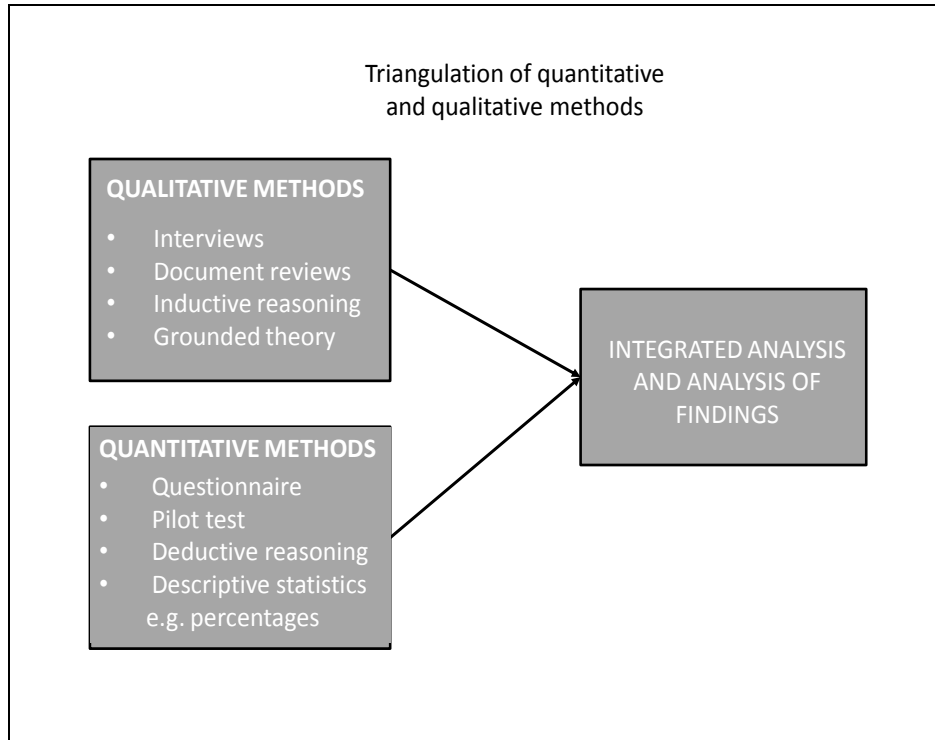 Triangulation of quantitative
and qualitative methods
QUALITATIVE METHODS
• Interviews
• Document reviews
• Inductive reasoning
• Grounded theory
QUANTITATIVE METHODS
• Questionnaire
• Pilot test
• Deductive reasoning
• Descriptive statistics
e.g. percentages
INTEGRATED ANALYSIS
AND ANALYSIS OF
FINDINGS